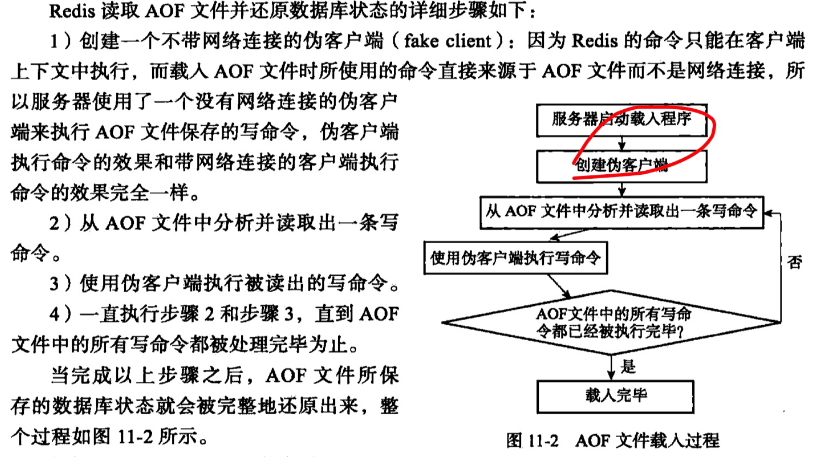 Redis 读取 AOF 文件并还原数据库状态的详细步骤如下：
1）创建一个不带网络连接的伪客户端（fake client）：因为 Redis 的命令只能在客户端
上下文中执行，而载入 AOF 文件时所使用的命令直接来源于 AOF 文件而不是网络连接，所
以服务器使用了一个没有网络连接的伪客户
端来执行 AOF 文件保存的写命令，伪客户端
执行命令的效果和带网络连接的客户端执行
命令的效果完全一样。
2）从 AOF 文件中分析并读取出一条写
命令。
3）使用伪客户端执行被读出的写命令。
4）一直执行步骤 2 和步骤 3，直到 AOF
文件中的所有写命令都被处理完毕为止。
当完成以上步骤之后，AOF 文件所保
存的数据库状态就会被完整地还原出来，整
个过程如图 11-2 所示。
服务器启动载入程序
创建伪客户端
从 AOF 文件中分析并读取出一条写命令
使用伪客户端执行写命令
否
AOF文件中的所有写命
令都已经被执行完毕？
是
载入完毕
图 11-2 AOF 文件载入过程